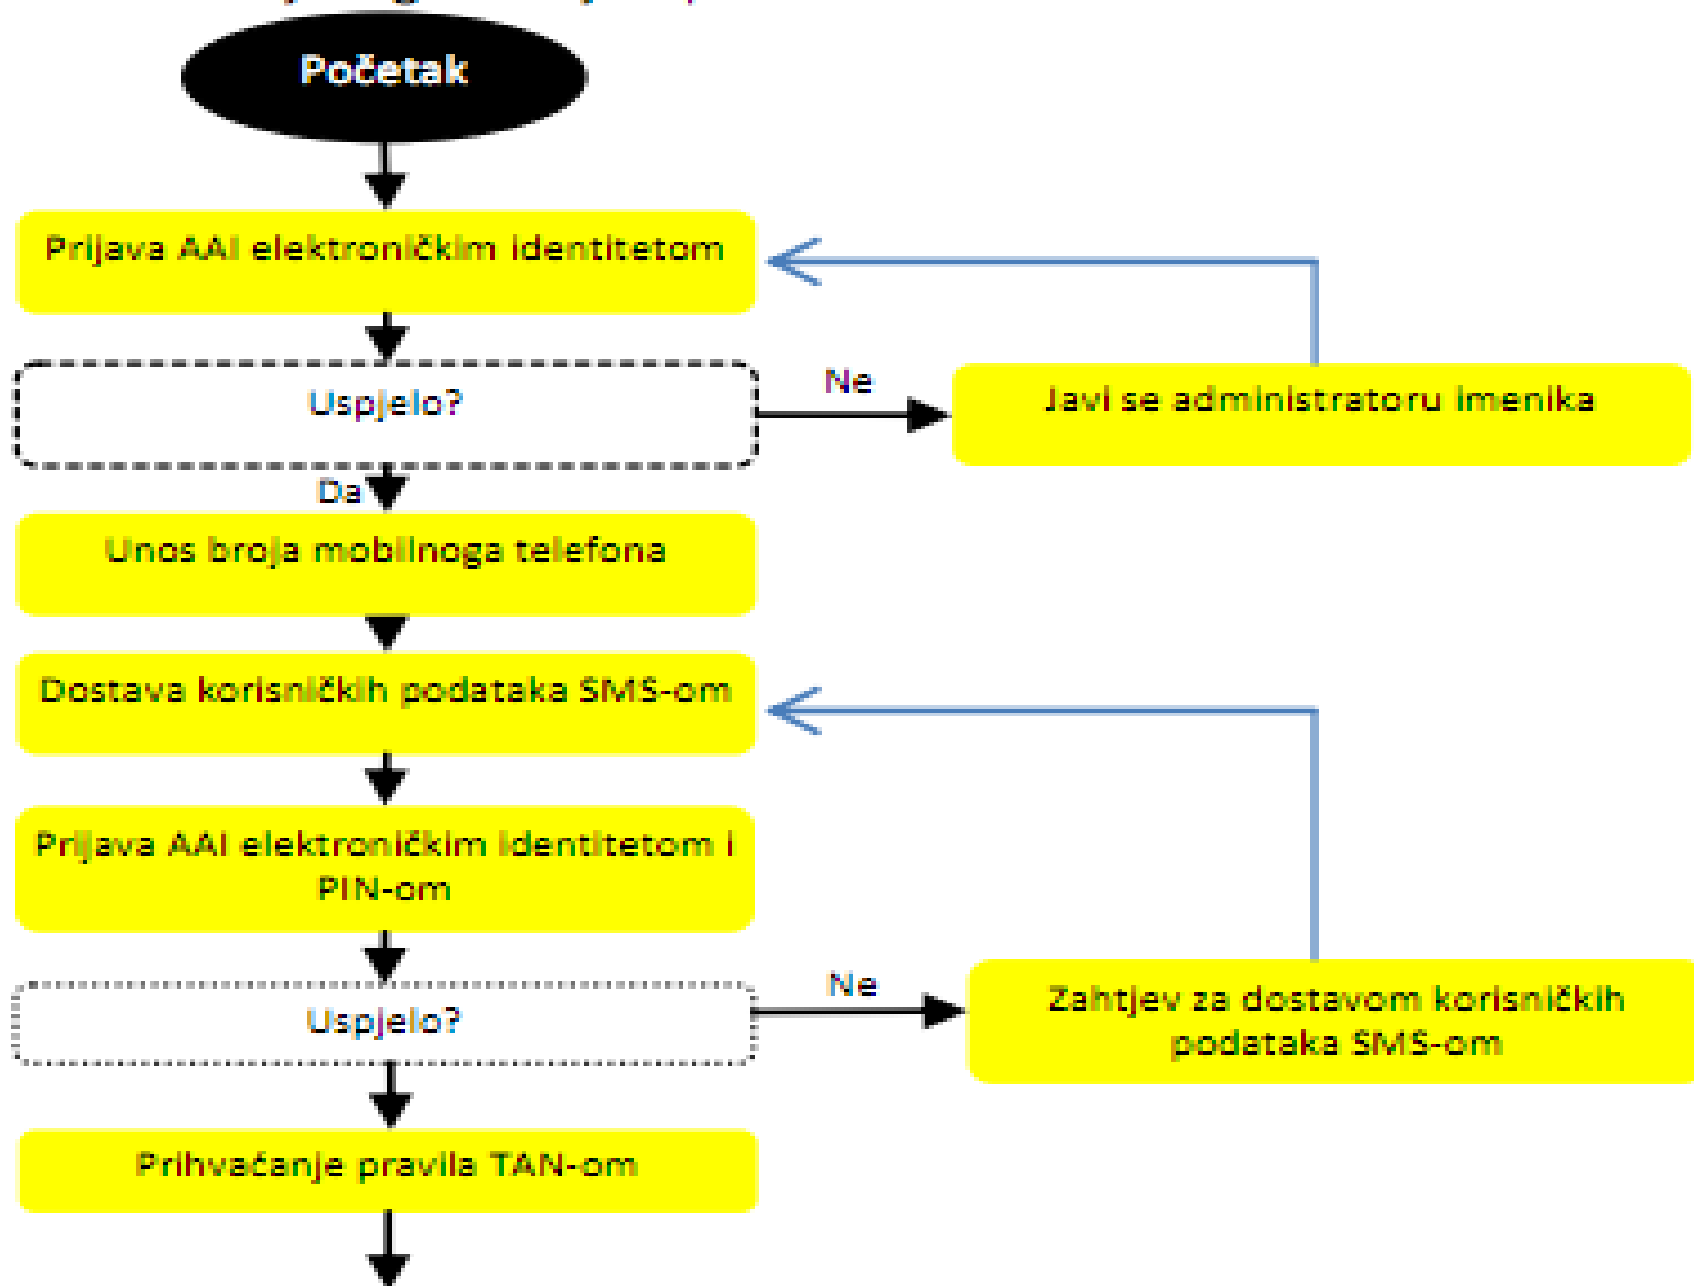 Početak
Prijava AAI elektroničkim identitetom
Uspjelo?
Ne
Javi se administratoru imenika
Da
Unos broja mobilnoga telefona
Dostava korisničkih podataka SMS-om
Prijava AAI elektroničkim identitetom i
PIN-om
Uspjelo?
Ne
Zahtjev za dostavom korisničkih
podataka SMS-om
Prihvaćanje pravila TAN-om